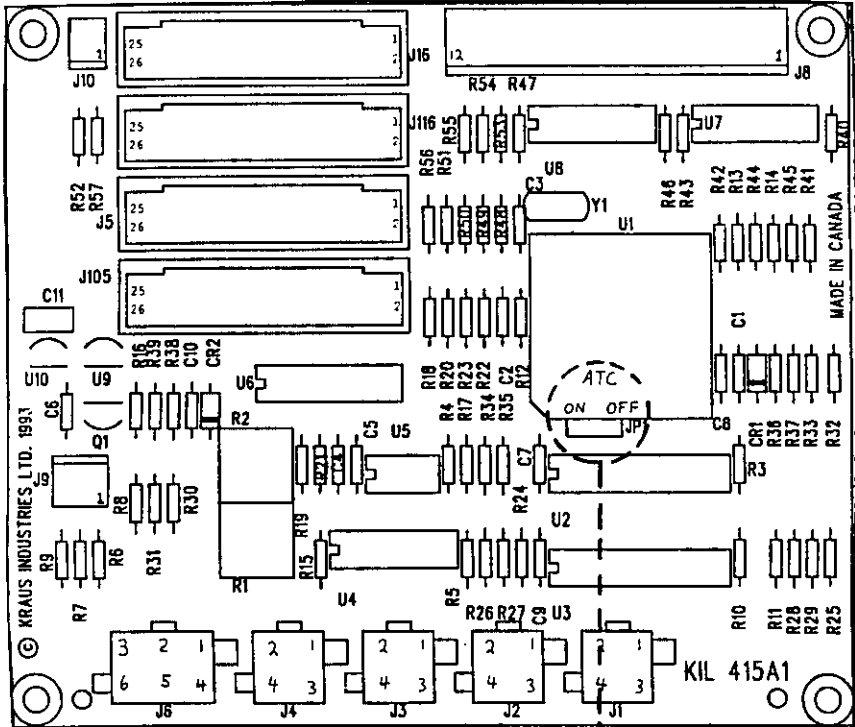 25 1
26 2
J10
J16
12 1
J8
R54 R47
25 1
26 2
J116
R55
R53
U8
U7
R40
R52
R57
R56
R51
R46
R43
R42
R13
R44
R14
R45
R41
C3
Y1
U1
25 1
26 2
J5
R50
R49
R48
MADE IN CANADA
J105
25 1
26 2
C11
U10
U9
R16
R39
R38
C10
CR2
R18
R20
R23
R22
C2
R12
C1
ATC
ON OFF
JP1
U6
C6
Q1
R2
C5
U5
R4
R17
R34
R35
C8
CR1
R36
R37
R33
R32
J9
1
R8
R31
R30
R21
C4
C7
R24
R3
R19
U2
© KRAUS INDUSTRIES LTD. 1993
R9
R7
R6
R1
R15
U4
R5
R26
R27
C9
U3
R10
R11
R28
R29
R25
3 2 1
6 5 4
J6
2 1
4 3
J4
2 1
4 3
J3
2 1
4 3
J2
2 1
4 3
J1
KIL 415A1